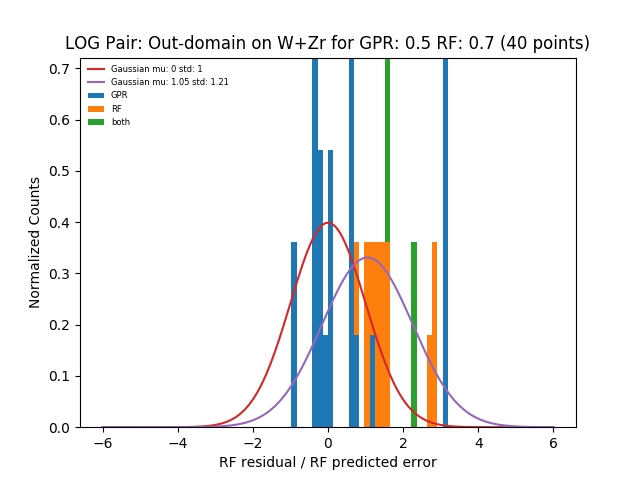 LOG Pair: Out-domain on W+Zr for GPR: 0.5 RF: 0.7 (40 points)
Gaussian mu: 0 std: 1
Gaussian mu: 1.05 std: 1.21
GPR
RF
both
Normalized Counts
0.7
0.6
0.5
0.4
0.3
0.2
0.1
0.0
−6
−4
−2
0
2
4
6
RF residual / RF predicted error